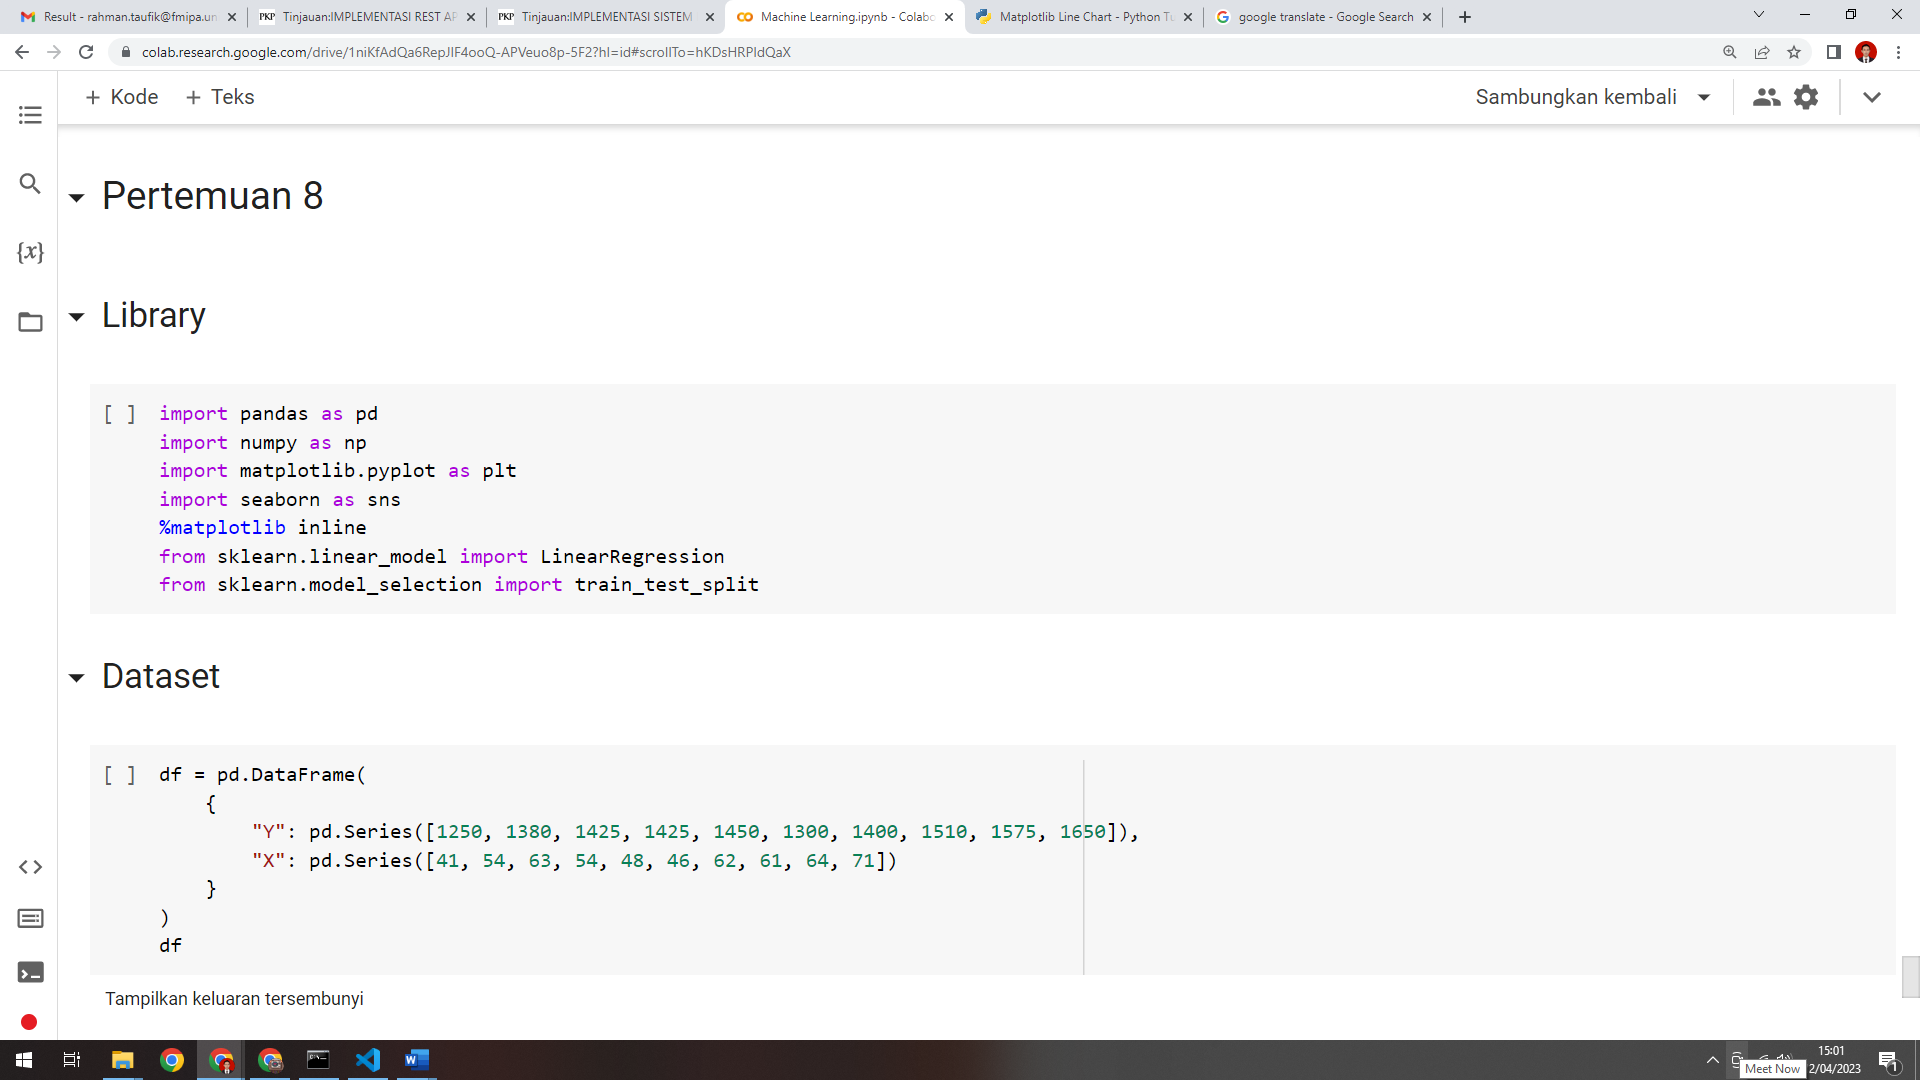 Result - rahman.taufik@fmipa.un
Tinjauan:IMPLEMENTASI REST AP
Tinjauan:IMPLEMENTASI SISTEM
Machine Learning.ipynb - Colabo
Matplotlib Line Chart - Python Tu
google translate - Google Search
colab.research.google.com/drive/1niKfAdQa6RepJIF4ooQ-APVeuo8p-5F2?hl=id#scrollTo=hKDsHRPIdQaX
+ Kode
+ Teks
Sambungkan kembali
Pertemuan 8
Library
[ ] import pandas as pd
import numpy as np
import matplotlib.pyplot as plt
import seaborn as sns
%matplotlib inline
from sklearn.linear_model import LinearRegression
from sklearn.model_selection import train_test_split
Dataset
[ ] df = pd.DataFrame(
{
"Y": pd.Series([1250, 1380, 1425, 1425, 1450, 1300, 1400, 1510, 1575, 1650]),
"X": pd.Series([41, 54, 63, 54, 48, 46, 62, 61, 64, 71])
}
)
df
Tampilkan keluaran tersembunyi
15:01
2/04/2023
Meet Now
1